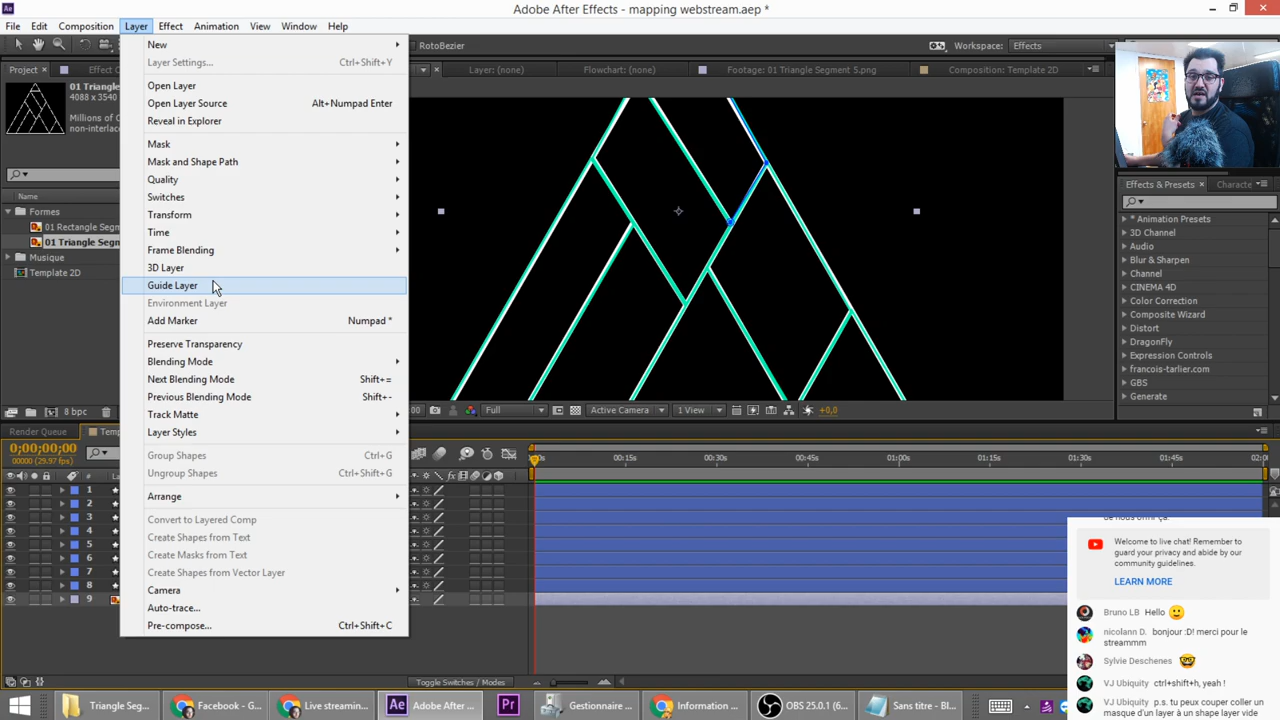 Adobe After Effects - mapping webstream.aep *
File Edit Composition Layer Effect Animation View Window Help
RotoBezier
Workspace: Effects
Project
Effect C
Layer: (none)
Flowchart: (none)
Footage: 01 Triangle Segment 5.png
Composition: Template 2D
01 Triang
4088 x 3540
Millions of C
non-interlac
Name
Formes
01 Rectangle Segm
01 Triangle Segm
Musique
Template 2D
8 bpc
New
Layer Settings... Ctrl+Shift+Y
Open Layer
Open Layer Source Alt+Numpad Enter
Reveal in Explorer
Mask
Mask and Shape Path
Quality
Switches
Transform
Time
Frame Blending
3D Layer
Guide Layer
Environment Layer
Add Marker Numpad *
Preserve Transparency
Blending Mode
Next Blending Mode Shift+=
Previous Blending Mode Shift+-
Track Matte
Layer Styles
Group Shapes Ctrl+G
Ungroup Shapes Ctrl+Shift+G
Arrange
Convert to Layered Comp
Create Shapes from Text
Create Masks from Text
Create Shapes from Vector Layer
Camera
Auto-trace...
Pre-compose... Ctrl+Shift+C
Full
Active Camera
1 View
+0,0
Effects & Presets
Characte
* Animation Presets
3D Channel
Audio
Blur & Sharpen
Channel
CINEMA 4D
Color Correction
Composite Wizard
Distort
DragonFly
Expression Controls
francois-tarlier.com
GBS
Generate
Render Queue
Temp
0;00;00;00
00000 (29.97 fps)
#
1
2
3
4
5
6
7
8
9
00:15s 00:30s 00:45s 01:00s 01:15s 01:30s 01:45s 02:0
Toggle Switches / Modes
Welcome to live chat! Remember to
guard your privacy and abide by our
community guidelines.
LEARN MORE
Bruno LB Hello 🙂
nicolann D. bonjour :D! merci pour le
streammm
Sylvie Deschenes 🤓
VJ Ubiquity ctrl+shift+h, yeah !
VJ Ubiquity p.s. tu peux couper coller un
masque d'un layer à un shape layer vide
Triangle Seg...
Facebook - G...
Live streamin...
Adobe After ...
Gestionnaire ...
Information ...
OBS 25.0.1 (6...
Sans titre - Bl...